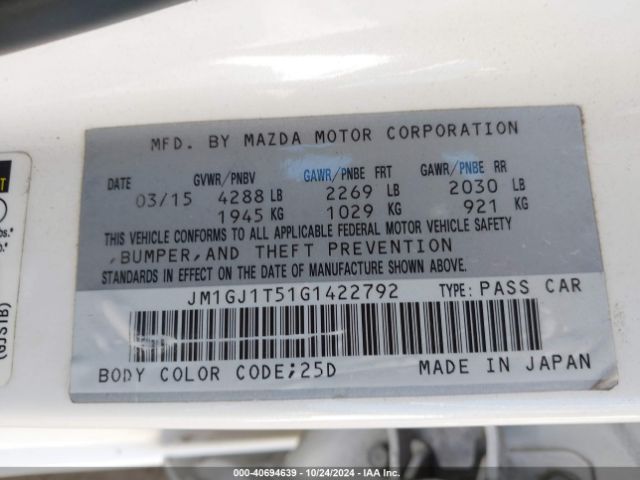 MFD. BY MAZDA MOTOR CORPORATION
DATE GVWR/PNBV GAWR/PNBE FRT GAWR/PNBE RR
03/15 4288 LB 2269 LB 2030 LB
1945 KG 1029 KG 921 KG
THIS VEHICLE CONFORMS TO ALL APPLICABLE FEDERAL MOTOR VEHICLE SAFETY
,BUMPER,AND THEFT PREVENTION
STANDARDS IN EFFECT ON THE DATE OF MANUFACTURE SHOWN ABOVE.
JM1GJ1T51G1422792 TYPE: PASS CAR
BODY COLOR CODE;25D MADE IN JAPAN
(GJSTB)
000-40694639 - 10/24/2024 - IAA Inc.